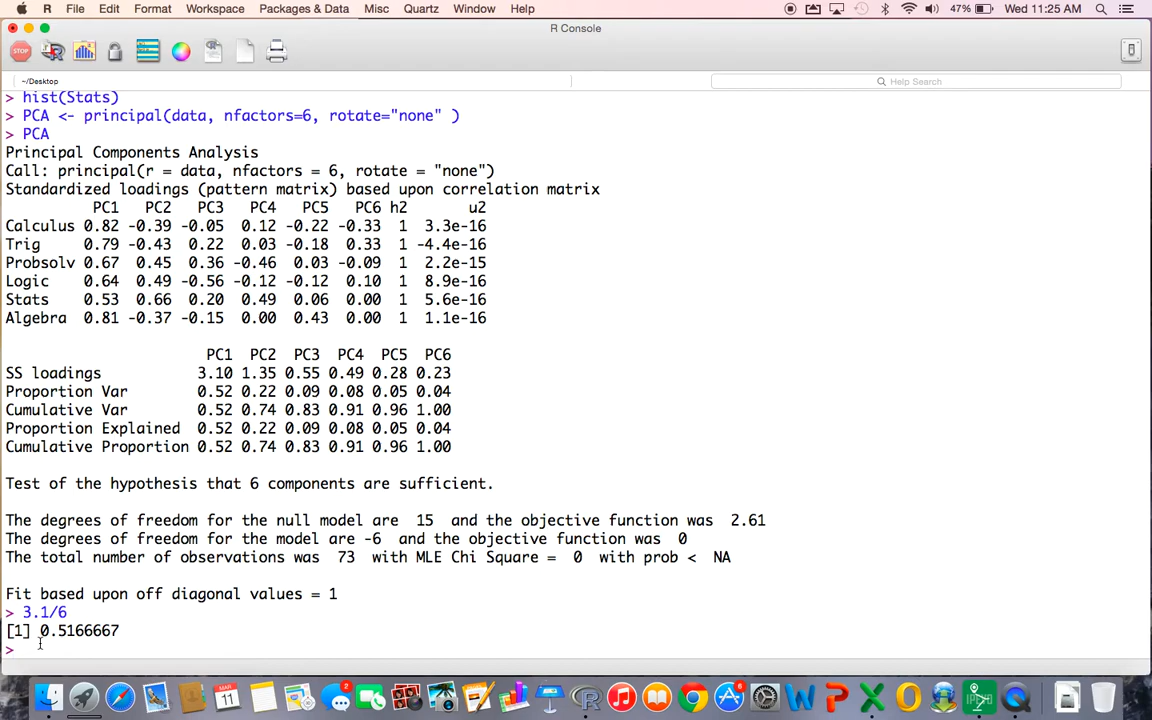 R File Edit Format Workspace Packages & Data Misc Quartz Window Help 47% Wed 11:25 AM
R Console
STOP
~/Desktop Help Search
> hist(Stats)
> PCA <- principal(data, nfactors=6, rotate="none" )
> PCA
Principal Components Analysis
Call: principal(r = data, nfactors = 6, rotate = "none")
Standardized loadings (pattern matrix) based upon correlation matrix
PC1 PC2 PC3 PC4 PC5 PC6 h2 u2
Calculus 0.82 -0.39 -0.05 0.12 -0.22 -0.33 1 3.3e-16
Trig 0.79 -0.43 0.22 0.03 -0.18 0.33 1 -4.4e-16
Probsolv 0.67 0.45 0.36 -0.46 0.03 -0.09 1 2.2e-15
Logic 0.64 0.49 -0.56 -0.12 -0.12 0.10 1 8.9e-16
Stats 0.53 0.66 0.20 0.49 0.06 0.00 1 5.6e-16
Algebra 0.81 -0.37 -0.15 0.00 0.43 0.00 1 1.1e-16
PC1 PC2 PC3 PC4 PC5 PC6
SS loadings 3.10 1.35 0.55 0.49 0.28 0.23
Proportion Var 0.52 0.22 0.09 0.08 0.05 0.04
Cumulative Var 0.52 0.74 0.83 0.91 0.96 1.00
Proportion Explained 0.52 0.22 0.09 0.08 0.05 0.04
Cumulative Proportion 0.52 0.74 0.83 0.91 0.96 1.00
Test of the hypothesis that 6 components are sufficient.
The degrees of freedom for the null model are 15 and the objective function was 2.61
The degrees of freedom for the model are -6 and the objective function was 0
The total number of observations was 73 with MLE Chi Square = 0 with prob < NA
Fit based upon off diagonal values = 1
> 3.1/6
[1] 0.5166667
>